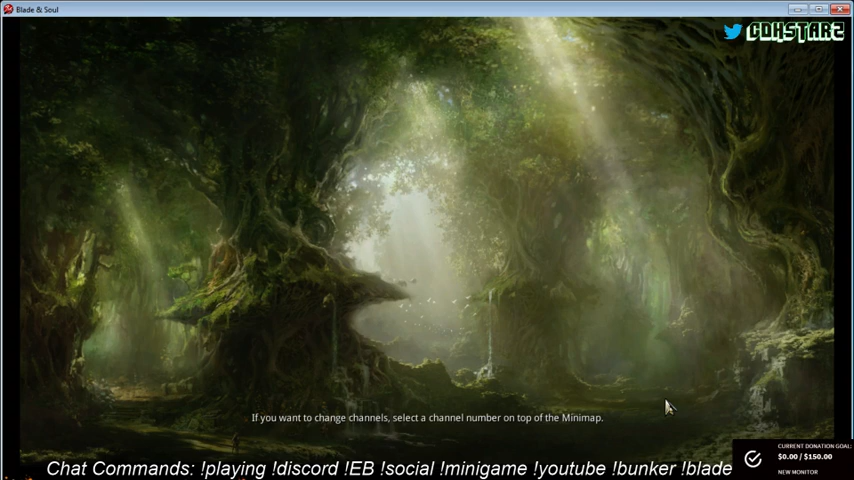 Blade & Soul
CDHSTARZ
If you want to change channels, select a channel number on top of the Minimap.
CURRENT DONATION GOAL:
$0.00 / $150.00
NEW MONITOR
Chat Commands: !playing !discord !EB !social !minigame !youtube !bunker !blade